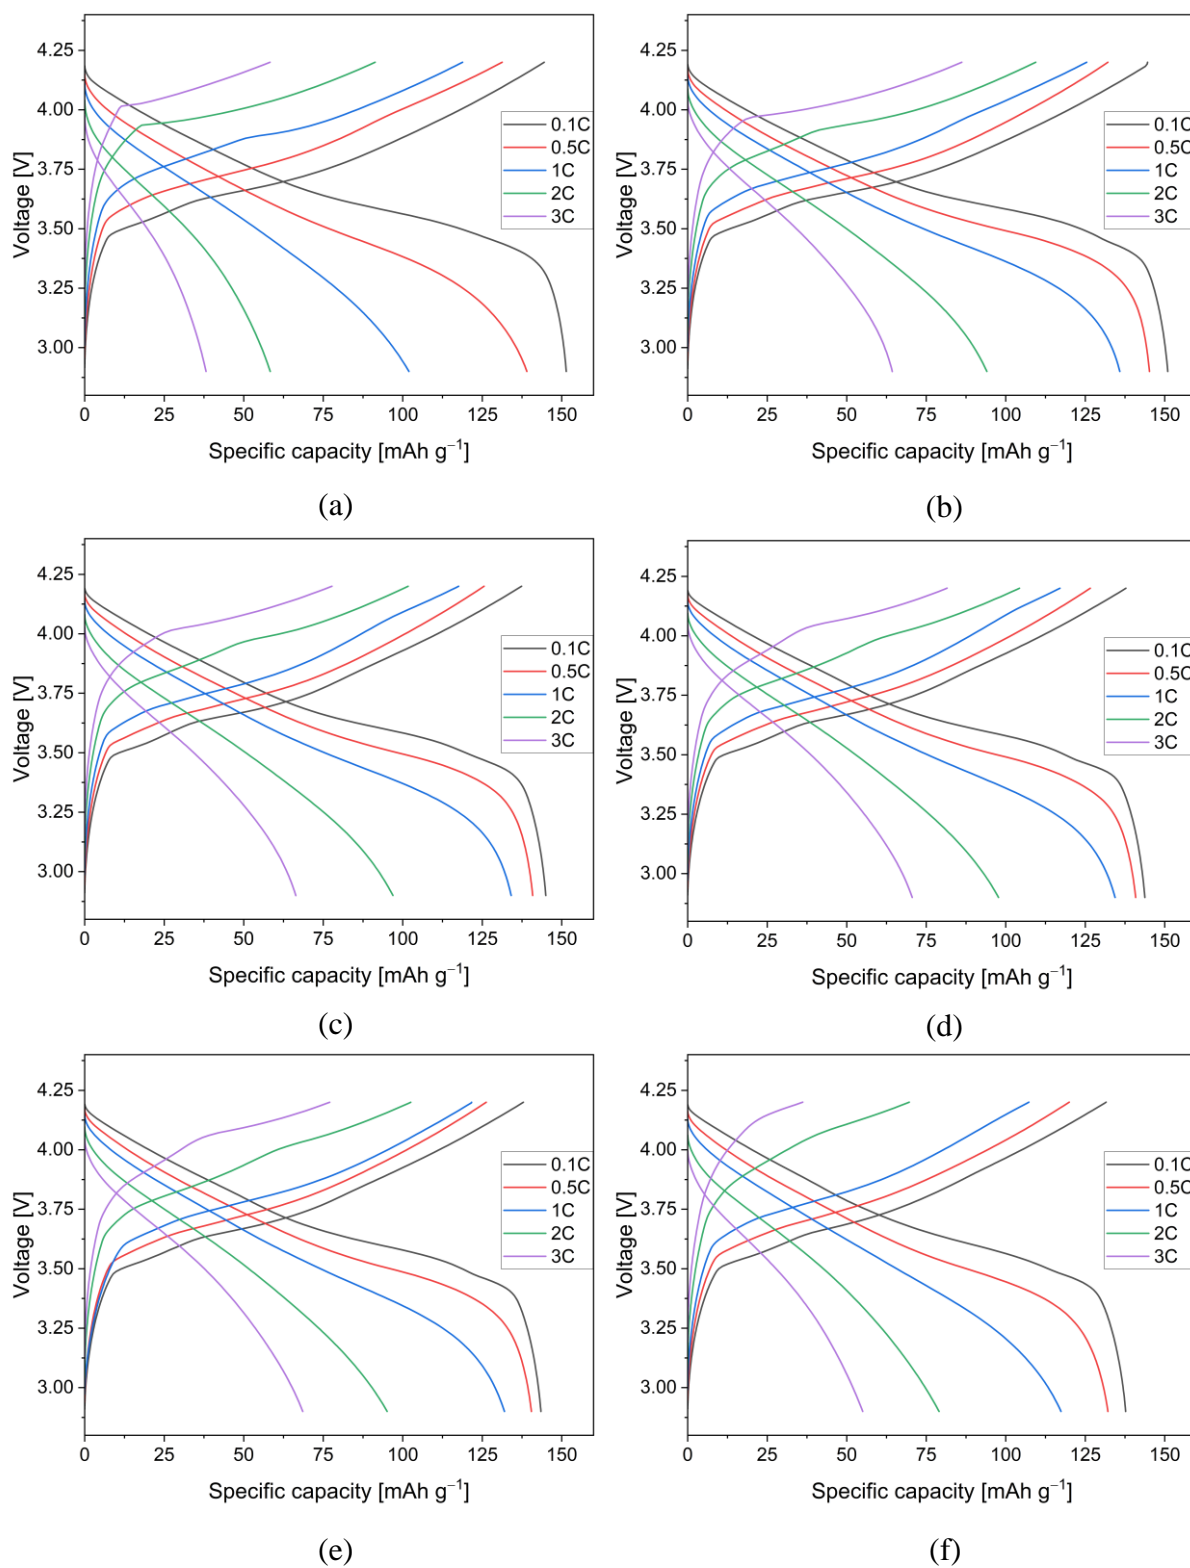 4.25
4.00
3.75
3.50
3.25
3.00
Voltage [V]
0.1C
0.5C
1C
2C
3C
0 25 50 75 100 125 150
Specific capacity [mAh g⁻¹]
(a)
4.25
4.00
3.75
3.50
3.25
3.00
Voltage [V]
0.1C
0.5C
1C
2C
3C
0 25 50 75 100 125 150
Specific capacity [mAh g⁻¹]
(b)
4.25
4.00
3.75
3.50
3.25
3.00
Voltage [V]
0.1C
0.5C
1C
2C
3C
0 25 50 75 100 125 150
Specific capacity [mAh g⁻¹]
(c)
4.25
4.00
3.75
3.50
3.25
3.00
Voltage [V]
0.1C
0.5C
1C
2C
3C
0 25 50 75 100 125 150
Specific capacity [mAh g⁻¹]
(d)
4.25
4.00
3.75
3.50
3.25
3.00
Voltage [V]
0.1C
0.5C
1C
2C
3C
0 25 50 75 100 125 150
Specific capacity [mAh g⁻¹]
(e)
4.25
4.00
3.75
3.50
3.25
3.00
Voltage [V]
0.1C
0.5C
1C
2C
3C
0 25 50 75 100 125 150
Specific capacity [mAh g⁻¹]
(f)